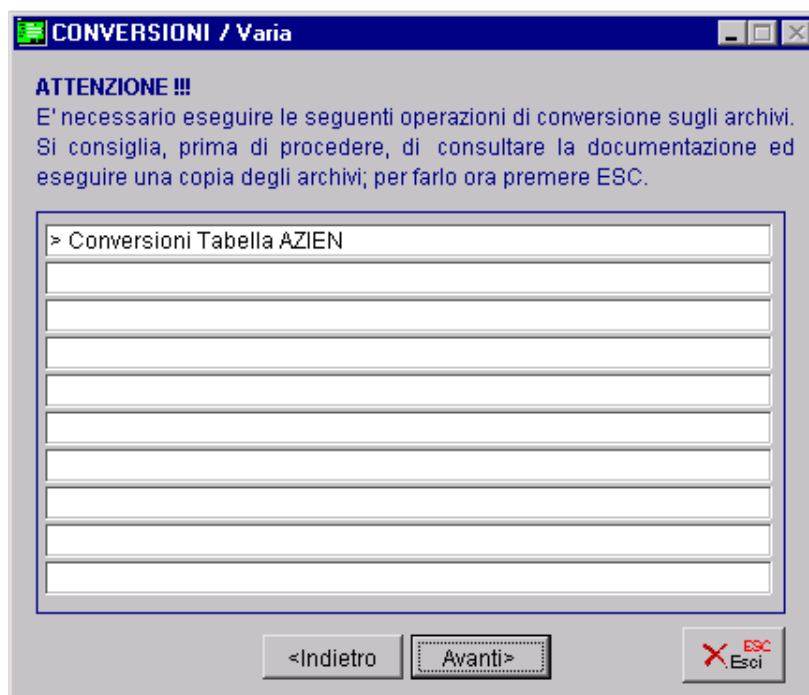 CONVERSIONI / Varia
ATTENZIONE !!!
E' necessario eseguire le seguenti operazioni di conversione sugli archivi.
Si consiglia, prima di procedere, di consultare la documentazione ed
eseguire una copia degli archivi; per farlo ora premere ESC.
> Conversioni Tabella AZIEN
<Indietro
Avanti>
ESC
Esci